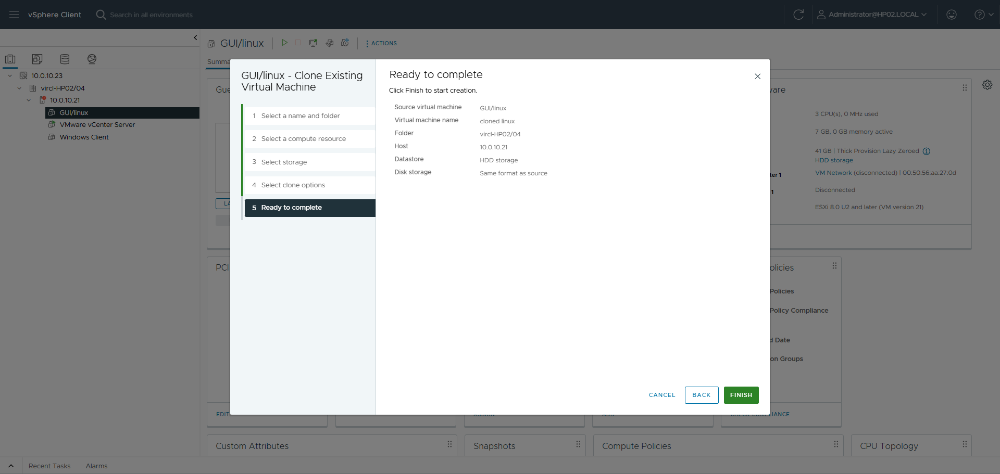 vSphere Client
Search in all environments
Administrator@HP02.LOCAL
GUI/linux
ACTIONS
10.0.10.23
vircl-HP02/04
10.0.10.21
GUI/linux
VMware vCenter Server
Windows Client
GUI/linux - Clone Existing
Virtual Machine
1 Select a name and folder
2 Select a compute resource
3 Select storage
4 Select clone options
5 Ready to complete
Ready to complete
Click Finish to start creation.
Source virtual machine GUI/linux
Virtual machine name cloned linux
Folder vircl-HP02/04
Host 10.0.10.21
Datastore HDD storage
Disk storage Same format as source
CANCEL BACK FINISH
3 CPU(s), 0 MHz used
7 GB, 0 GB memory active
41 GB | Thick Provision Lazy Zeroed
HDD storage
ter 1 VM Network (disconnected) | 00:50:56:aa:27:0d
1 Disconnected
ESXi 8.0 U2 and later (VM version 21)
PCI
olicies
Policies
Policy Compliance
d Date
on Groups
EDIT
ASSIGN
ADD
CHECK COMPLIANCE
Custom Attributes
Snapshots
Compute Policies
CPU Topology
Recent Tasks Alarms